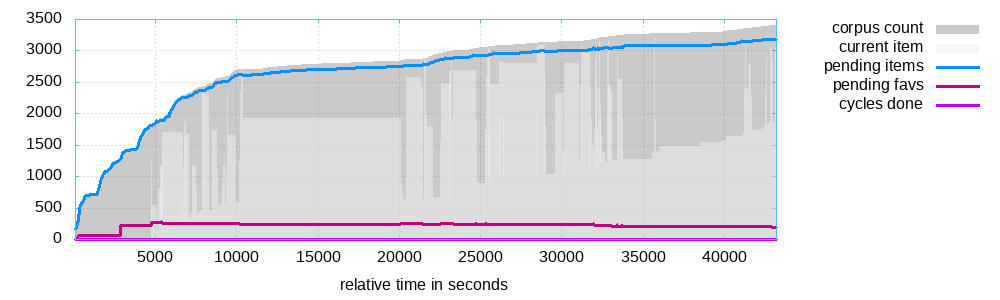 3500
3000
2500
2000
1500
1000
500
0
5000 10000 15000 20000 25000 30000 35000 40000
relative time in seconds
corpus count
current item
pending items
pending favs
cycles done